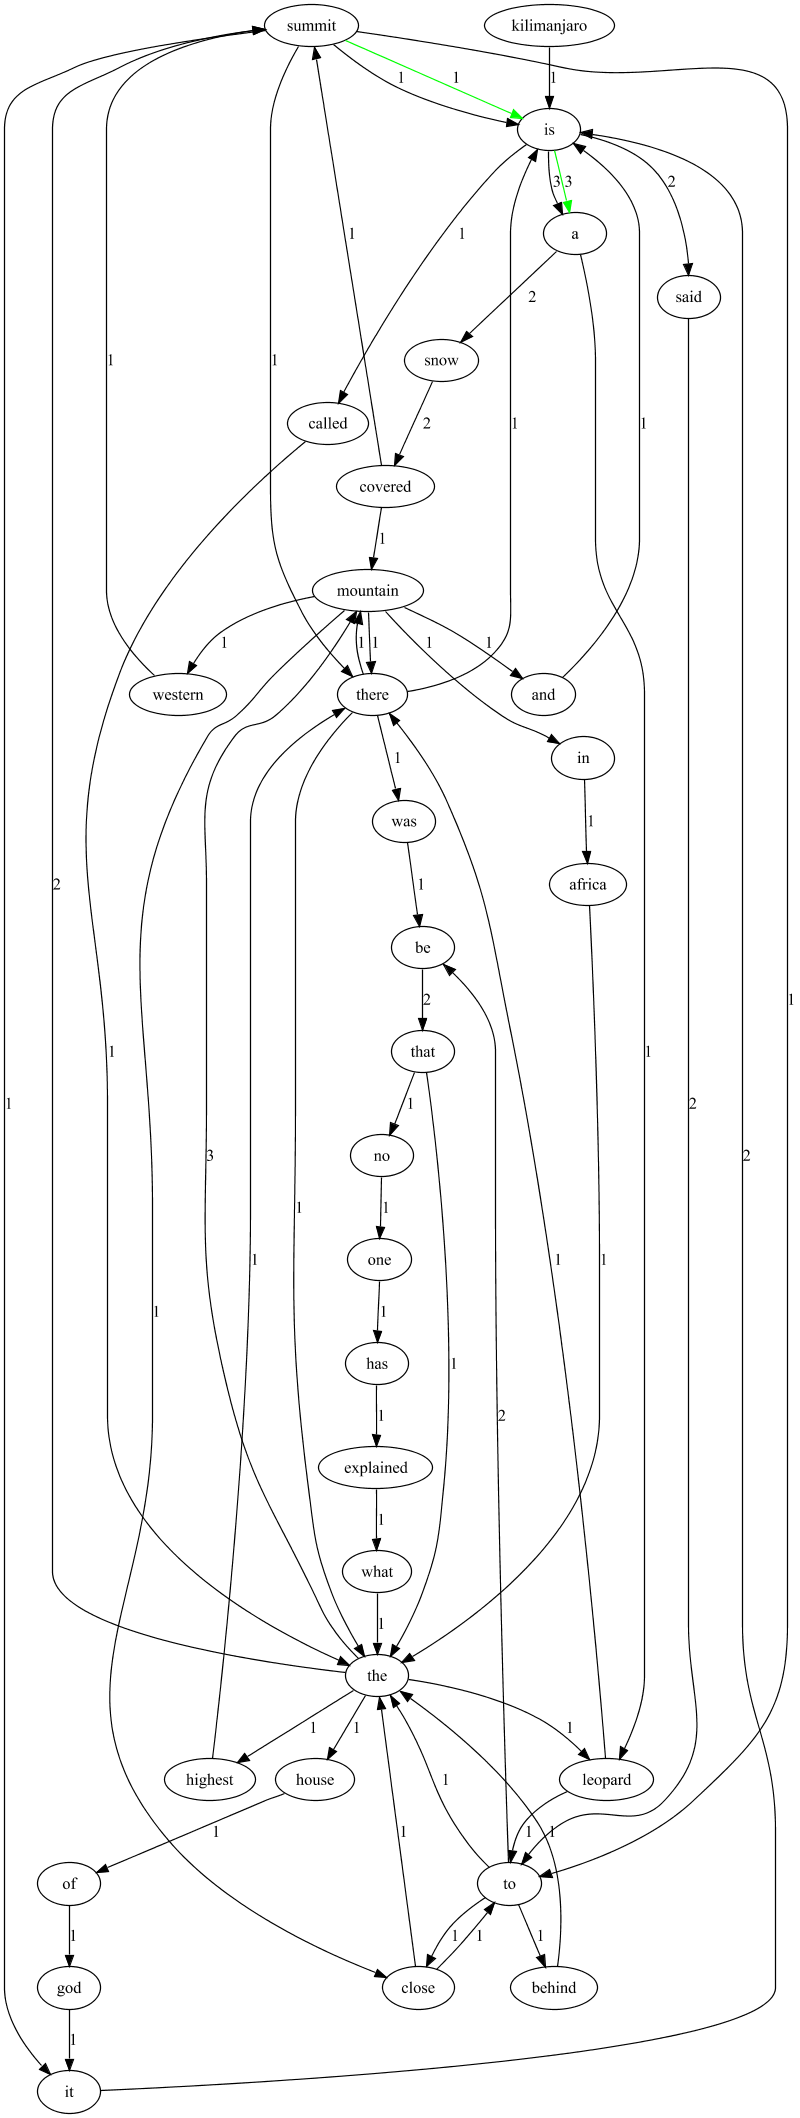 summit kilimanjaro
1 1 1
is
3 3 2
1 1
a
2
said
snow
1 1 1
2
called
covered
1
mountain
1 1 1 1 1
western there and
in
1
was 1
africa
1
be
2
that
1 1 1 2
1
no
3 2
1
one
1 1 1 1
1
has
1 1
explained 2
1
what
1
the
1 1 1
highest house leopard
1 1 1 1
of to
1 1 1 1
god close behind
1
it